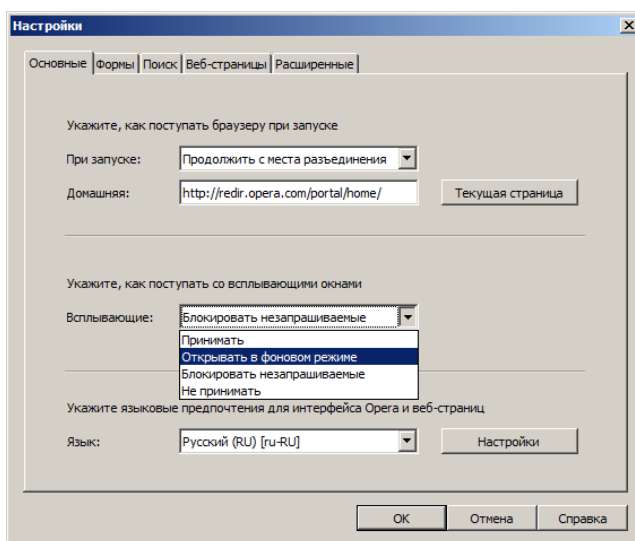 Настройки
Основные Формы Поиск Веб-страницы Расширенные
Укажите, как поступать браузеру при запуске
При запуске: Продолжить с места разъединения
Домашняя: http://redir.opera.com/portal/home/ Текущая страница
Укажите, как поступать со всплывающими окнами
Всплывающие: Блокировать незапрашиваемые
Принимать
Открывать в фоновом режиме
Блокировать незапрашиваемые
Не принимать
Укажите языковые предпочтения для интерфейса Opera и веб-страниц
Язык: Русский (RU) [ru-RU] Настройки
OK Отмена Справка